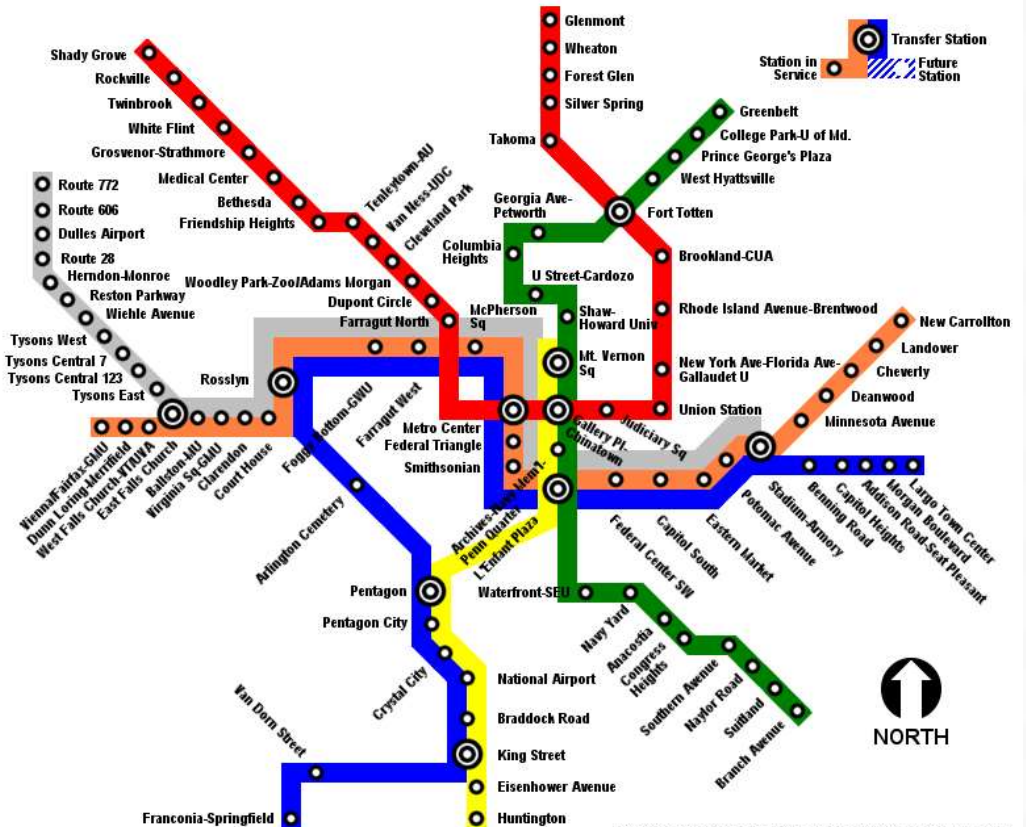 Glenmont
Wheaton
Forest Glen
Silver Spring
Takoma
Transfer Station
Station in
Service
Future
Station
Shady Grove
Rockville
Twinbrook
White Flint
Grosvenor-Strathmore
Medical Center
Bethesda
Friendship Heights
Tenleytown-AU
Van Ness-UDC
Cleveland Park
Woodley Park-Zoo/Adams Morgan
Dupont Circle
Farragut North
McPherson
Sq
Greenbelt
College Park-U of Md.
Prince George's Plaza
West Hyattsville
Fort Totten
Georgia Ave-
Petworth
Columbia
Heights
U Street-Cardozo
Shaw-
Howard Univ
Mt. Vernon
Sq
Brookland-CUA
Rhode Island Avenue-Brentwood
New York Ave-Florida Ave-
Gallaudet U
Union Station
Judiciary Sq
Gallery Pl-
Chinatown
Route 772
Route 606
Dulles Airport
Route 28
Herndon-Monroe
Reston Parkway
Wiehle Avenue
Tysons West
Tysons Central 7
Tysons Central 123
Tysons East
Rosslyn
Vienna/Fairfax-GMU
Dunn Loring-Merrifield
West Falls Church-VT/UVA
East Falls Church
Ballston-MU
Virginia Sq-GMU
Clarendon
Court House
Foggy Bottom-GWU
Farragut West
Metro Center
Federal Triangle
Smithsonian
Archives-Navy Mem'l-
Penn Quarter
L'Enfant Plaza
New Carrollton
Landover
Cheverly
Deanwood
Minnesota Avenue
Federal Center SW
Capitol South
Eastern Market
Potomac Avenue
Stadium-Armory
Benning Road
Capitol Heights
Addison Road-Seat Pleasant
Morgan Boulevard
Largo Town Center
Arlington Cemetery
Pentagon
Pentagon City
Crystal City
National Airport
Braddock Road
King Street
Eisenhower Avenue
Huntington
Van Dorn Street
Franconia-Springfield
Waterfront-SEU
Navy Yard
Anacostia
Congress
Heights
Southern Avenue
Naylor Road
Suitland
Branch Avenue
NORTH